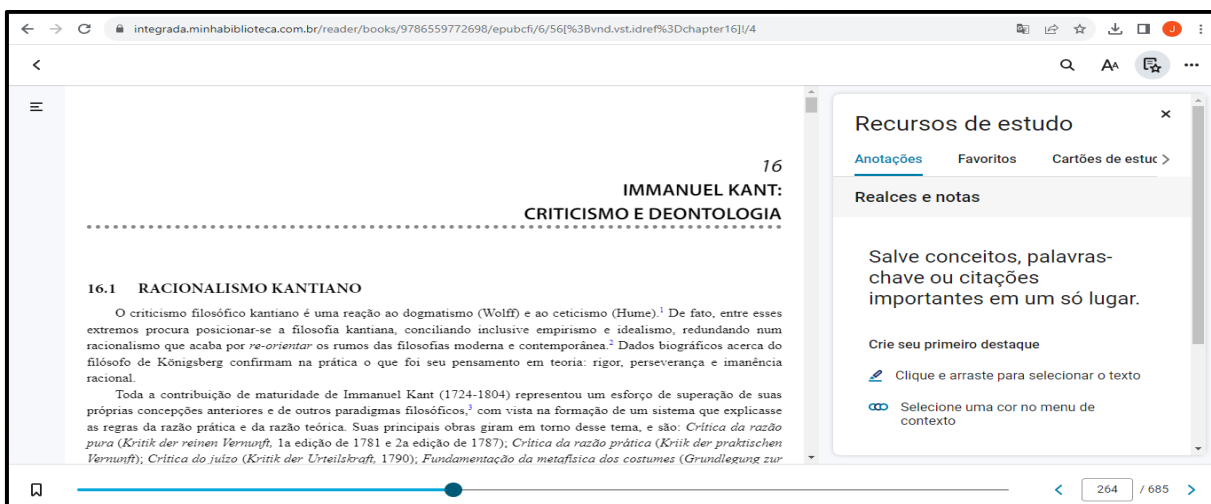 integrada.minhabiblioteca.com.br/reader/books/9786559772698/epubcfi/6/56[%3Bvnd.vst.idref%3Dchapter16]!/4
J
AA
16
IMMANUEL KANT:
CRITICISMO E DEONTOLOGIA
16.1 RACIONALISMO KANTIANO
O criticismo filosófico kantiano é uma reação ao dogmatismo (Wolff) e ao ceticismo (Hume).1 De fato, entre esses
extremos procura posicionar-se a filosofia kantiana, conciliando inclusive empirismo e idealismo, redundando num
racionalismo que acaba por re-orientar os rumos das filosofias moderna e contemporânea.2 Dados biográficos acerca do
filósofo de Königsberg confirmam na prática o que foi seu pensamento em teoria: rigor, perseverança e imanência
racional.
Toda a contribuição de maturidade de Immanuel Kant (1724-1804) representou um esforço de superação de suas
próprias concepções anteriores e de outros paradigmas filosóficos,3 com vista na formação de um sistema que explicasse
as regras da razão prática e da razão teórica. Suas principais obras giram em torno desse tema, e são: Crítica da razão
pura (Kritik der reinen Vernunft, 1a edição de 1781 e 2a edição de 1787); Crítica da razão prática (Kriik der praktischen
Vernunft); Crítica do juízo (Kritik der Urteilskraft, 1790); Fundamentação da metafísica dos costumes (Grundlegung zur
Recursos de estudo
Anotações Favoritos Cartões de estuc
Realces e notas
Salve conceitos, palavras-
chave ou citações
importantes em um só lugar.
Crie seu primeiro destaque
Clique e arraste para selecionar o texto
Selecione uma cor no menu de
contexto
264 / 685